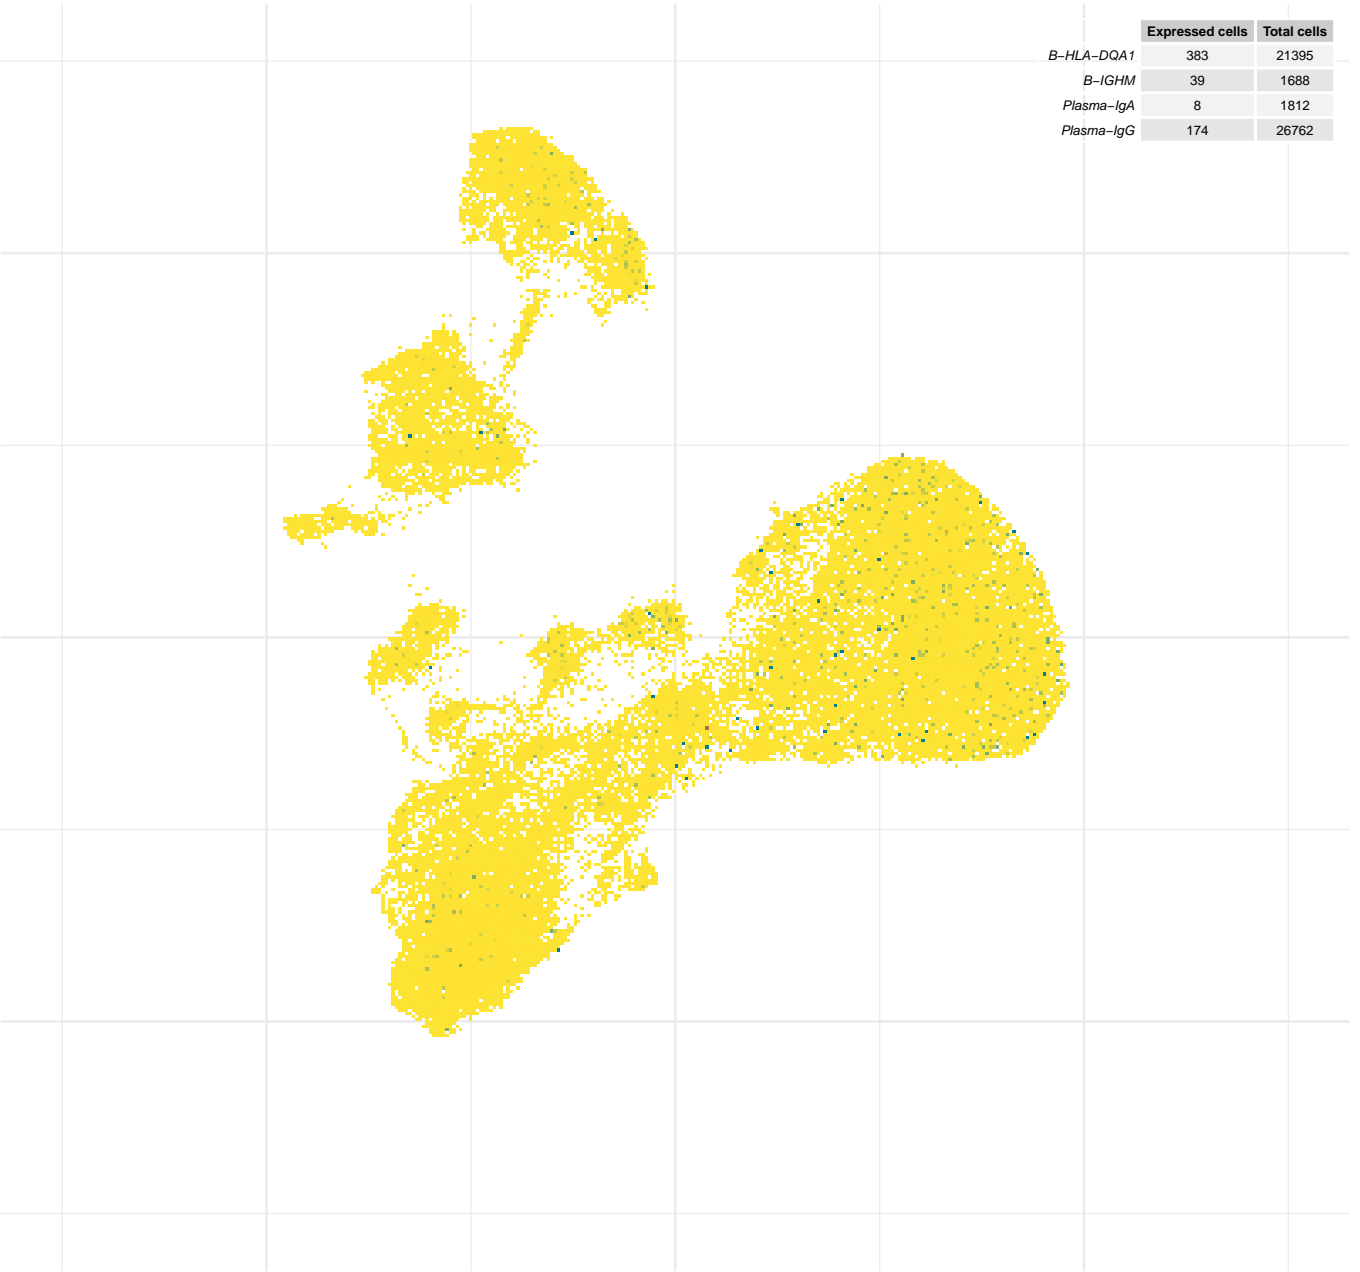 Expressed cells Total cells
B−HLA−DQA1 383 21395
B−IGHM 39 1688
Plasma−IgA 8 1812
Plasma−IgG 174 26762